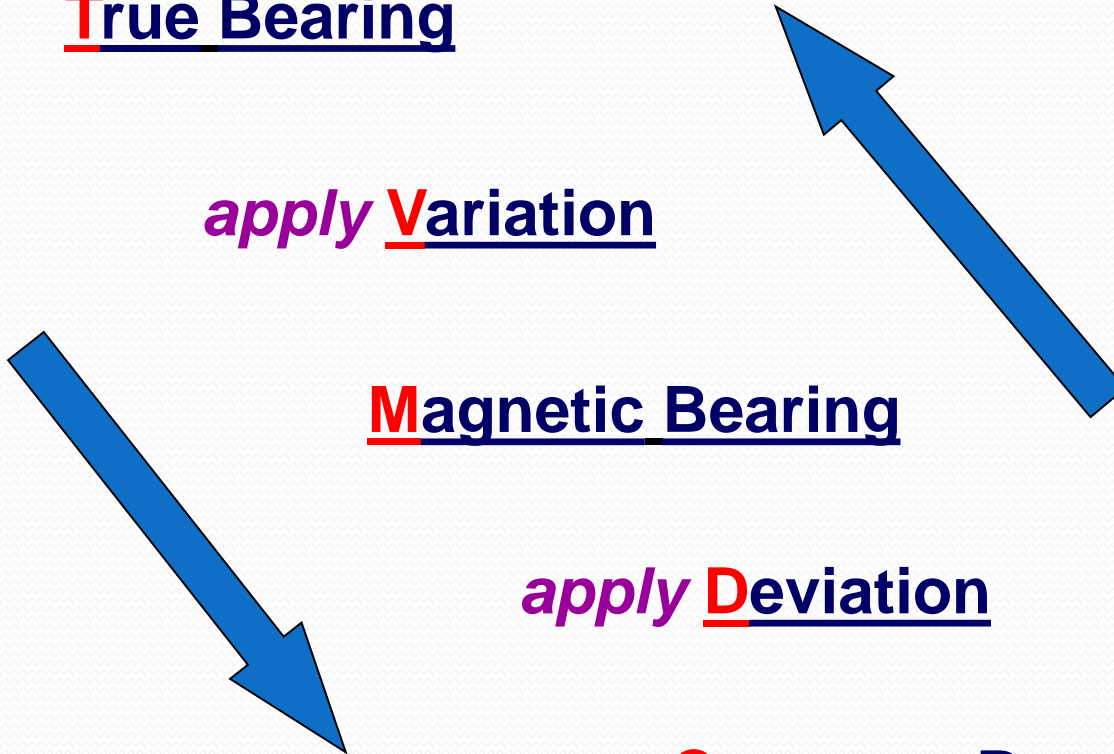 True Bearing
apply Variation
Magnetic Bearing
apply Deviation